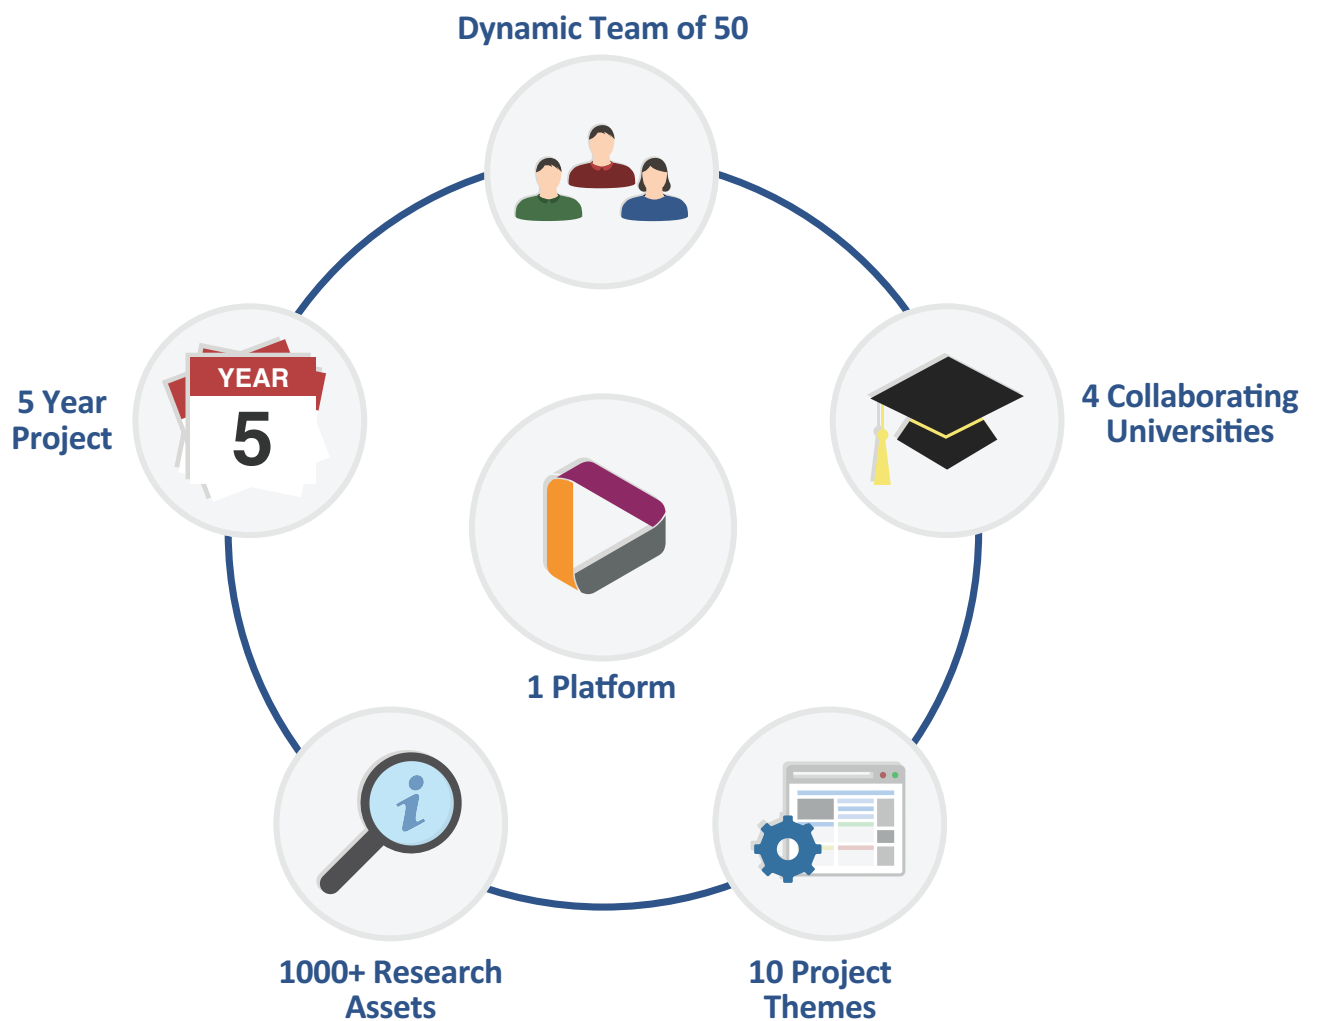 Dynamic Team of 50
YEAR
5
5 Year
Project
4 Collaborating
Universities
1 Platform
i
1000+ Research
Assets
10 Project
Themes